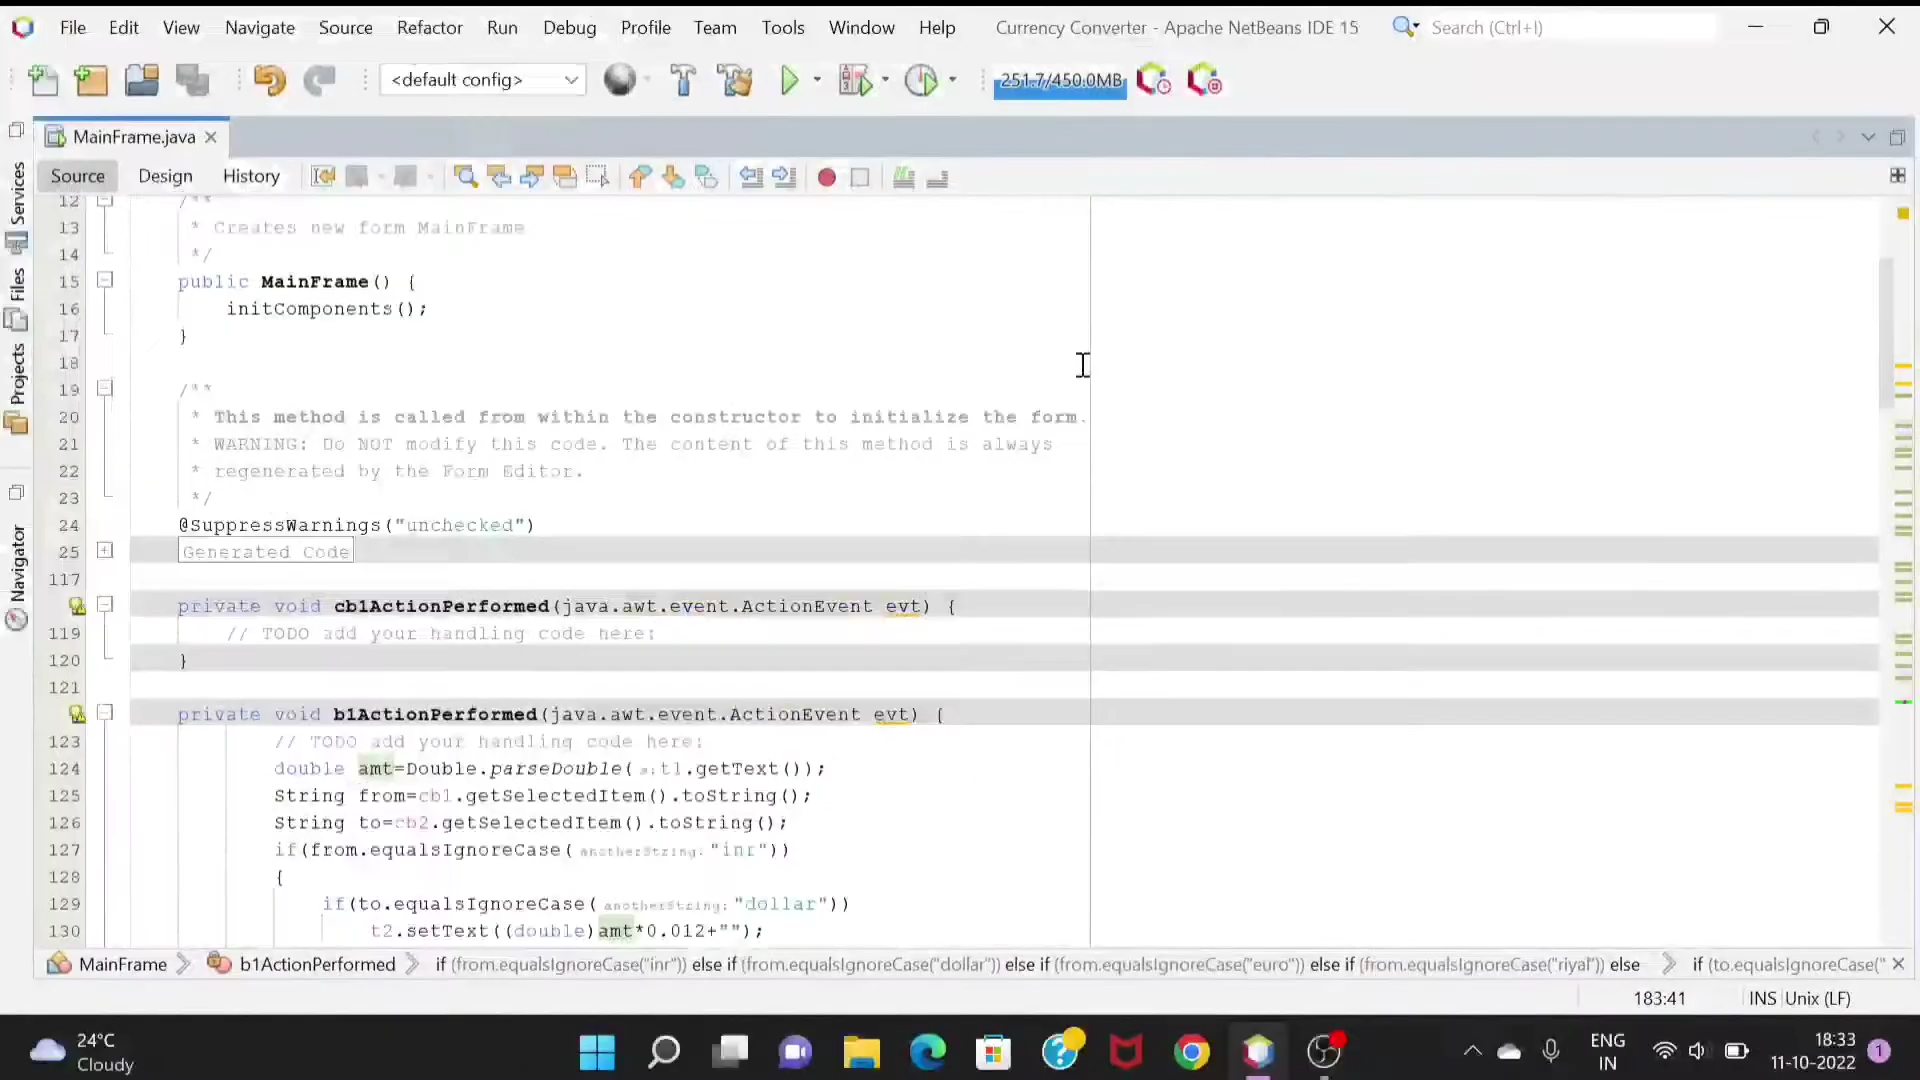 File Edit View Navigate Source Refactor Run Debug Profile Team Tools Window Help Currency Converter - Apache NetBeans IDE 15 Search (Ctrl+I)
<default config> 251.7/450.0MB
MainFrame.java
Source Design History
Services
Files
Projects
Navigator
12 /**
13 * Creates new form MainFrame
14 */
15 public MainFrame() {
16 initComponents();
17 }
18
19 /**
20 * This method is called from within the constructor to initialize the form.
21 * WARNING: Do NOT modify this code. The content of this method is always
22 * regenerated by the Form Editor.
23 */
24 @SuppressWarnings("unchecked")
25 Generated Code
117
private void cb1ActionPerformed(java.awt.event.ActionEvent evt) {
119 // TODO add your handling code here:
120 }
121
private void b1ActionPerformed(java.awt.event.ActionEvent evt) {
123 // TODO add your handling code here:
124 double amt=Double.parseDouble(s:t1.getText());
125 String from=cb1.getSelectedItem().toString();
126 String to=cb2.getSelectedItem().toString();
127 if(from.equalsIgnoreCase(anotherString:"inr"))
128 {
129 if(to.equalsIgnoreCase(anotherString:"dollar"))
130 t2.setText((double)amt*0.012+"");
MainFrame b1ActionPerformed if (from.equalsIgnoreCase("inr")) else if (from.equalsIgnoreCase("dollar")) else if (from.equalsIgnoreCase("euro")) else if (from.equalsIgnoreCase("riyal")) else if (to.equalsIgnoreCase("
183:41 INS Unix (LF)
24°C
Cloudy
ENG
IN
18:33
11-10-2022
1